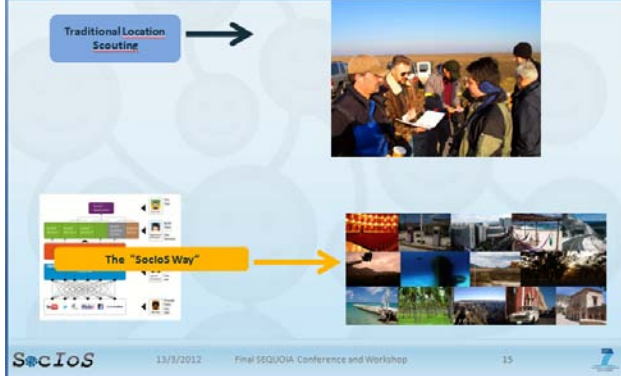 Traditional Location
Scouting
The "SocIoS Way"
SocIoS
13/3/2012
Final SEQUOIA Conference and Workshop
15